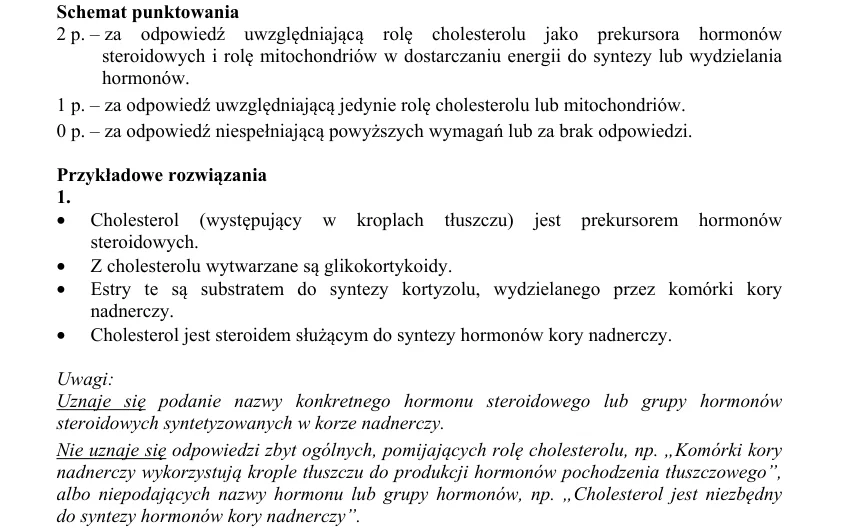 Schemat punktowania
2 p. – za odpowiedź uwzględniającą rolę cholesterolu jako prekursora hormonów
steroidowych i rolę mitochondriów w dostarczaniu energii do syntezy lub wydzielania
hormonów.
1 p. – za odpowiedź uwzględniającą jedynie rolę cholesterolu lub mitochondriów.
0 p. – za odpowiedź niespełniającą powyższych wymagań lub za brak odpowiedzi.
Przykładowe rozwiązania
1.
• Cholesterol (występujący w kroplach tłuszczu) jest prekursorem hormonów
steroidowych.
• Z cholesterolu wytwarzane są glikokortykoidy.
• Estry te są substratem do syntezy kortyzolu, wydzielanego przez komórki kory
nadnerczy.
• Cholesterol jest steroidem służącym do syntezy hormonów kory nadnerczy.
Uwagi:
Uznaje się podanie nazwy konkretnego hormonu steroidowego lub grupy hormonów
steroidowych syntetyzowanych w korze nadnerczy.
Nie uznaje się odpowiedzi zbyt ogólnych, pomijających rolę cholesterolu, np. „Komórki kory
nadnerczy wykorzystują krople tłuszczu do produkcji hormonów pochodzenia tłuszczowego”,
albo niepodających nazwy hormonu lub grupy hormonów, np. „Cholesterol jest niezbędny
do syntezy hormonów kory nadnerczy”.